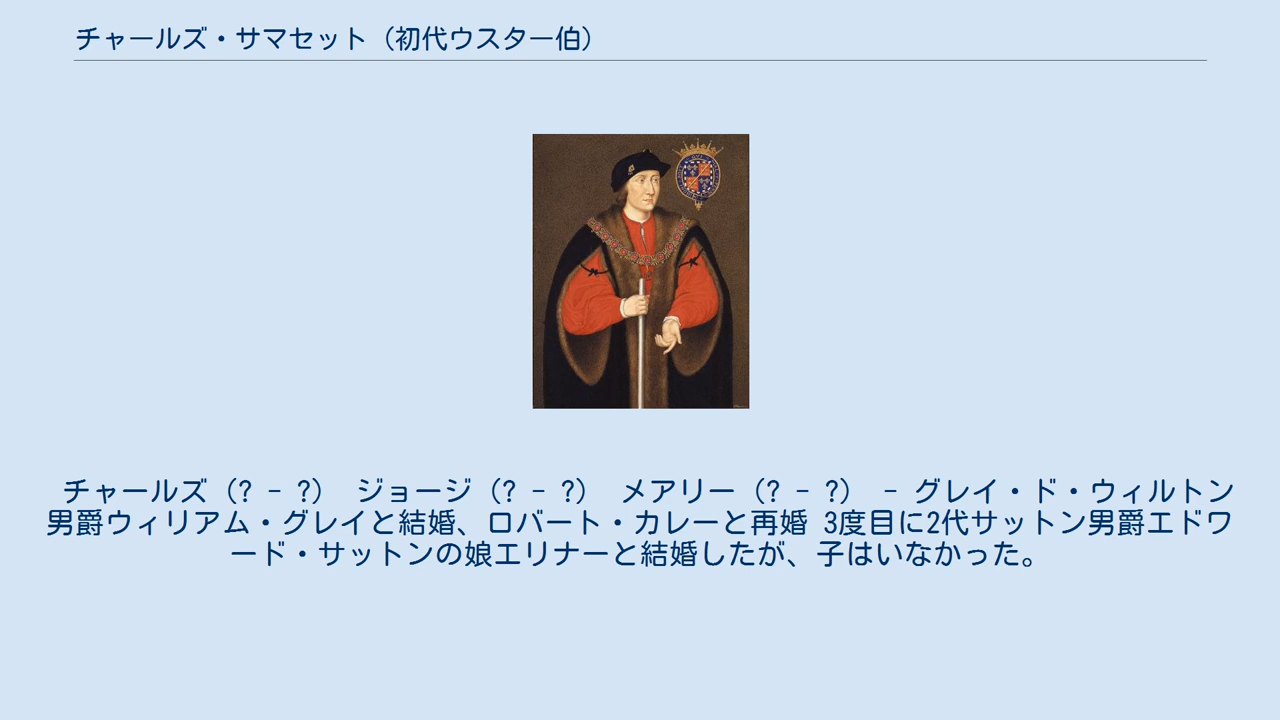 チャールズ・サマセット（初代ウスター伯）
チャールズ（? - ?） ジョージ（? - ?） メアリー（? - ?） - グレイ・ド・ウィルトン
男爵ウィリアム・グレイと結婚、ロバート・カレーと再婚 3度目に2代サットン男爵エドワ
ード・サットンの娘エリナーと結婚したが、子はいなかった。